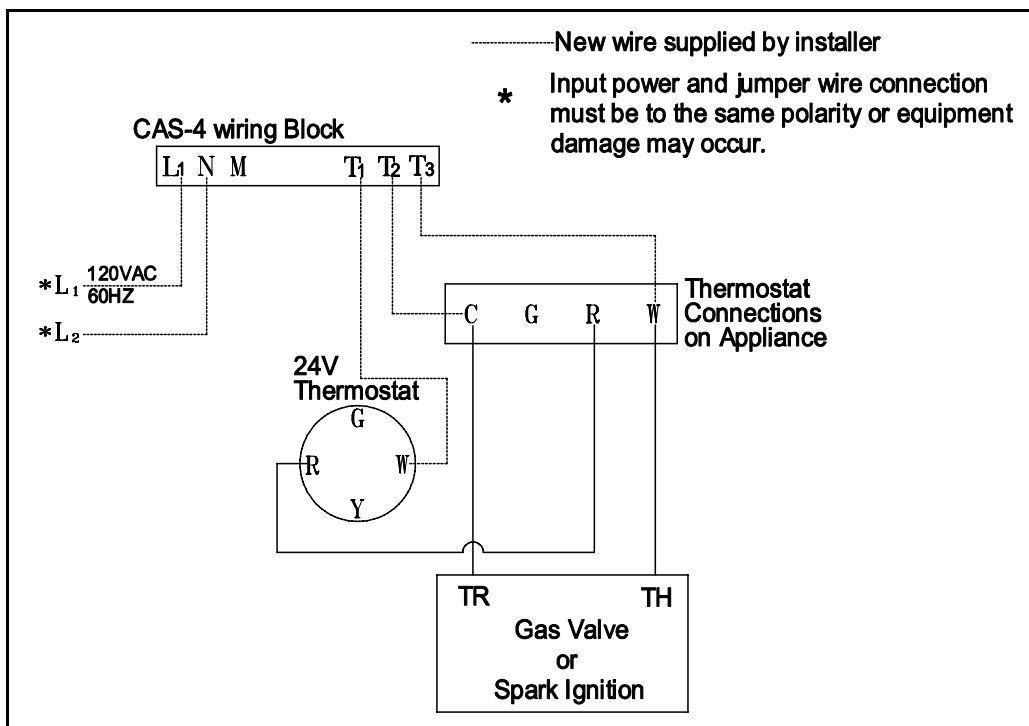 New wire supplied by installer
* Input power and jumper wire connection
must be to the same polarity or equipment
damage may occur.
CAS-4 wiring Block
L1 N M T1 T2 T3
*L1 120VAC
60HZ
*L2
Thermostat
Connections
on Appliance
C G R W
24V
Thermostat
G
R W
Y
TR TH
Gas Valve
or
Spark Ignition